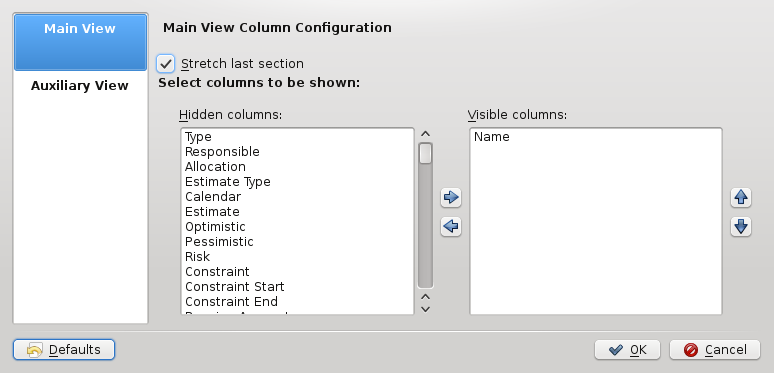 Main View
Auxiliary View
Main View Column Configuration
Stretch last section
Select columns to be shown:
Hidden columns:
Type
Responsible
Allocation
Estimate Type
Calendar
Estimate
Optimistic
Pessimistic
Risk
Constraint
Constraint Start
Constraint End
Visible columns:
Name
Defaults
OK
Cancel